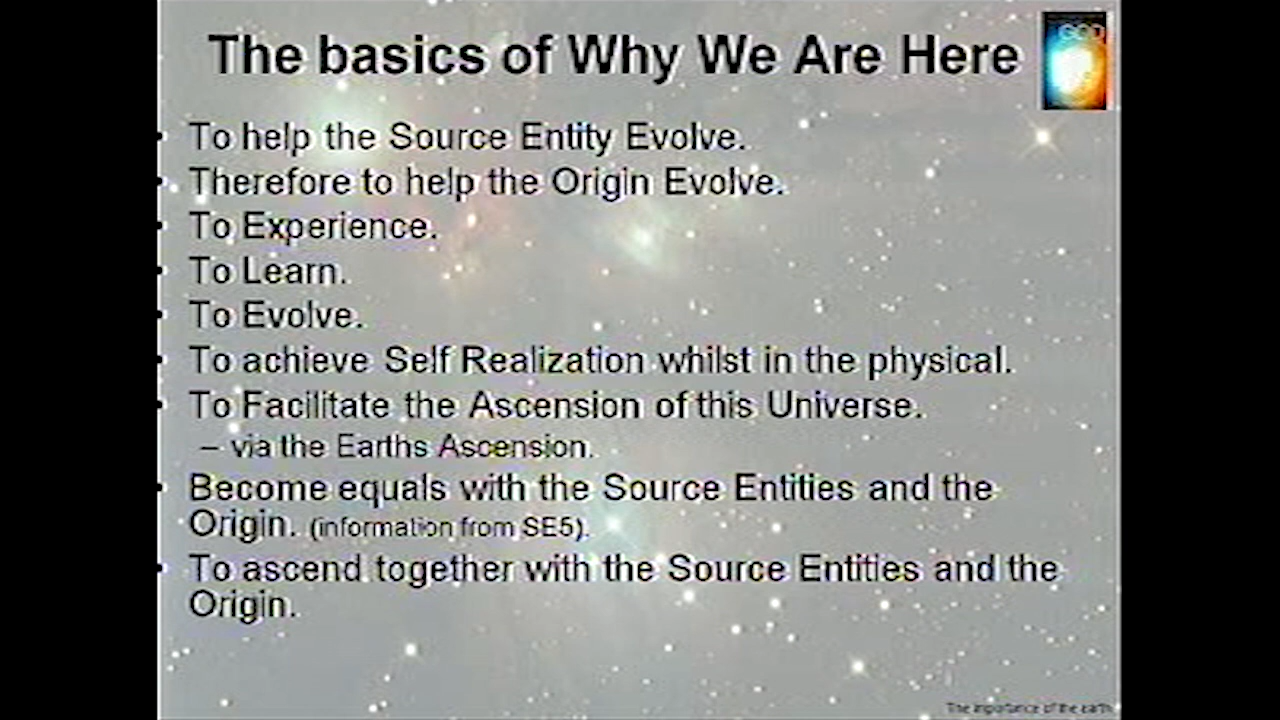 The basics of Why We Are Here
GOD
• To help the Source Entity Evolve.
• Therefore to help the Origin Evolve.
• To Experience.
• To Learn.
• To Evolve.
• To achieve Self Realization whilst in the physical.
• To Facilitate the Ascension of this Universe.
– via the Earths Ascension.
• Become equals with the Source Entities and the
Origin. (information from SE5).
• To ascend together with the Source Entities and the
Origin.
The importance of the earth